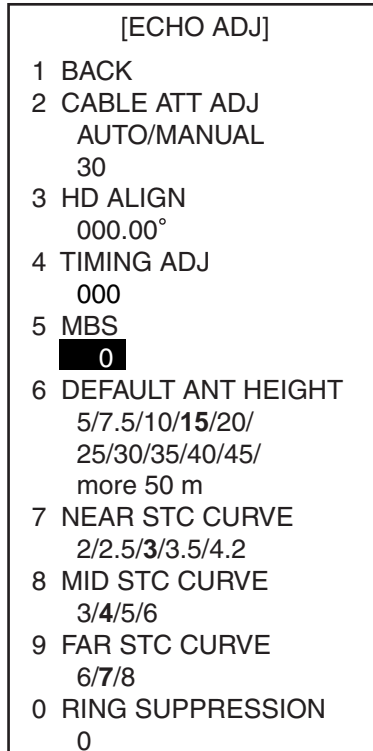 [ECHO ADJ]
1 BACK
2 CABLE ATT ADJ
AUTO/MANUAL
30
3 HD ALIGN
000.00°
4 TIMING ADJ
000
5 MBS
0
6 DEFAULT ANT HEIGHT
5/7.5/10/15/20/
25/30/35/40/45/
more 50 m
7 NEAR STC CURVE
2/2.5/3/3.5/4.2
8 MID STC CURVE
3/4/5/6
9 FAR STC CURVE
6/7/8
0 RING SUPPRESSION
0